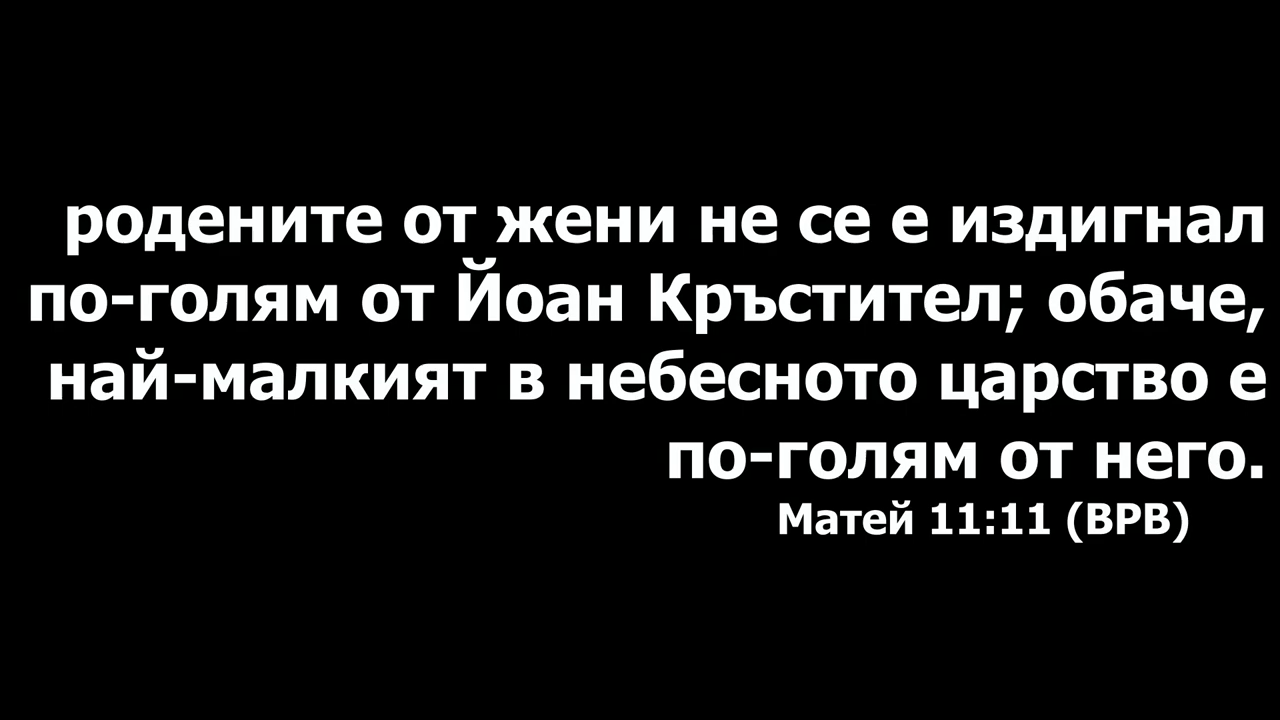 родените от жени не се е издигнал
по-голям от Йоан Кръстител; обаче,
най-малкият в небесното царство е
по-голям от него.
Матей 11:11 (ВРВ)